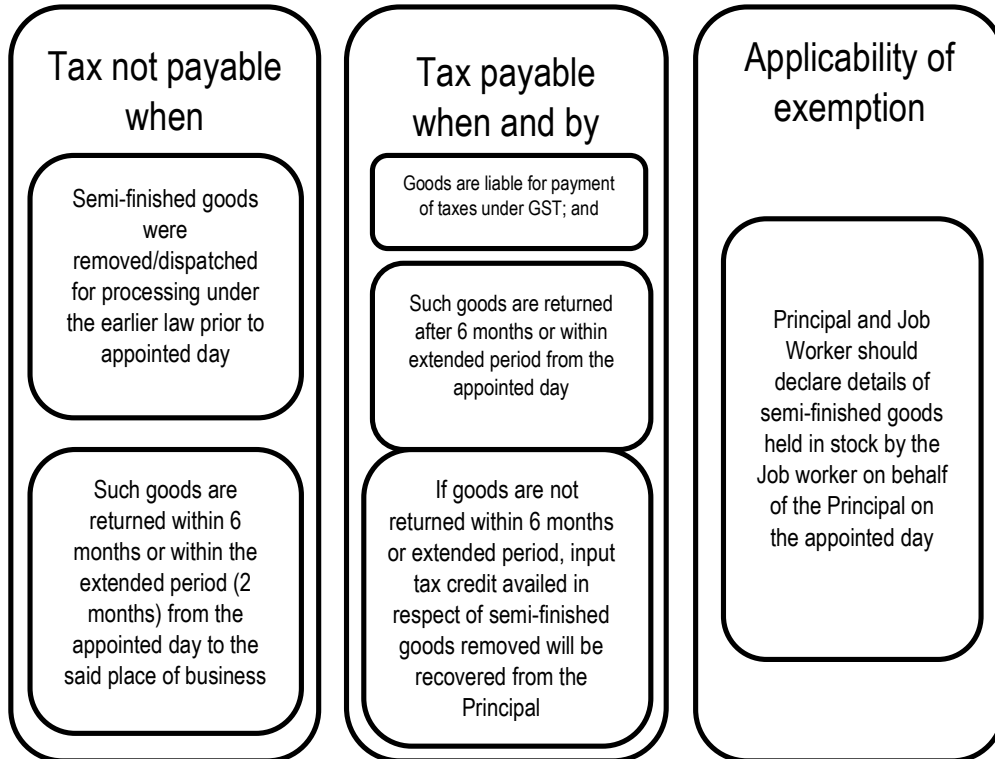 Tax not payable
when
Semi-finished goods
were
removed/dispatched
for processing under
the earlier law prior to
appointed day
Such goods are
returned within 6
months or within the
extended period (2
months) from the
appointed day to the
said place of business
Tax payable
when and by
Goods are liable for payment
of taxes under GST; and
Such goods are returned
after 6 months or within
extended period from the
appointed day
If goods are not
returned within 6 months
or extended period, input
tax credit availed in
respect of semi-finished
goods removed will be
recovered from the
Principal
Applicability of
exemption
Principal and Job
Worker should
declare details of
semi-finished goods
held in stock by the
Job worker on behalf
of the Principal on
the appointed day